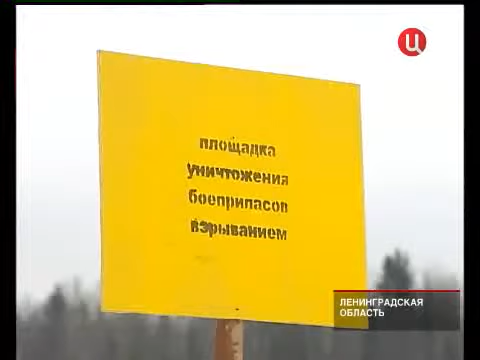 Ц
площадка
уничтожения
боеприпасов
взрыванием
ЛЕНИНГРАДСКАЯ
ОБЛАСТЬ